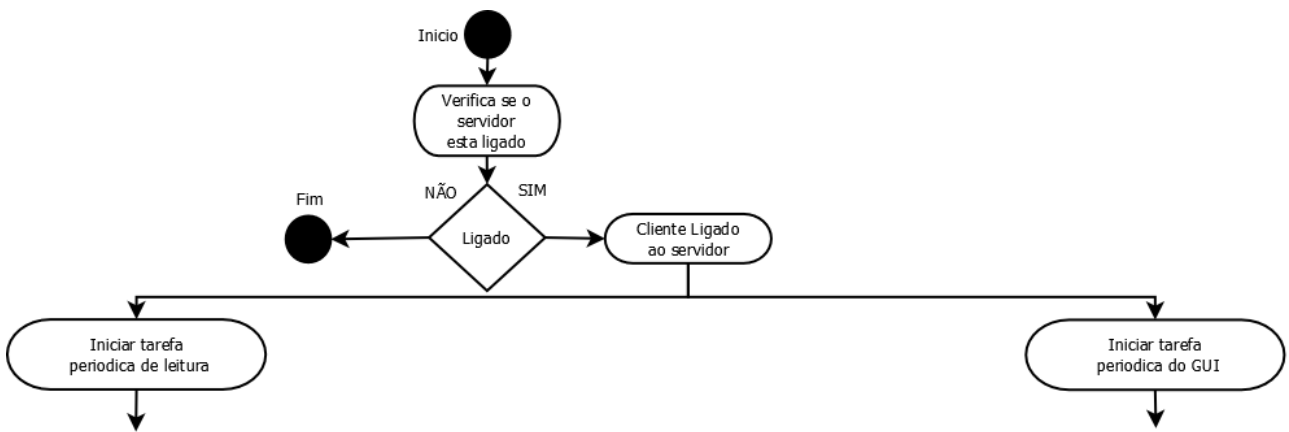 Inicio
Verifica se o
servidor
esta ligado
NÃO
SIM
Fim
Ligado
Cliente Ligado
ao servidor
Iniciar tarefa
periodica de leitura
Iniciar tarefa
periodica do GUI